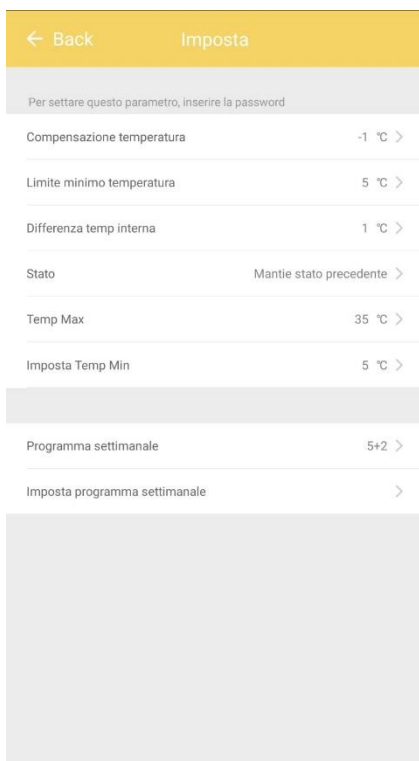 ← Back Imposta
Per settare questo parametro, inserire la password
Compensazione temperatura -1 ℃ >
Limite minimo temperatura 5 ℃ >
Differenza temp interna 1 ℃ >
Stato Mantie stato precedente >
Temp Max 35 ℃ >
Imposta Temp Min 5 ℃ >
Programma settimanale 5+2 >
Imposta programma settimanale >